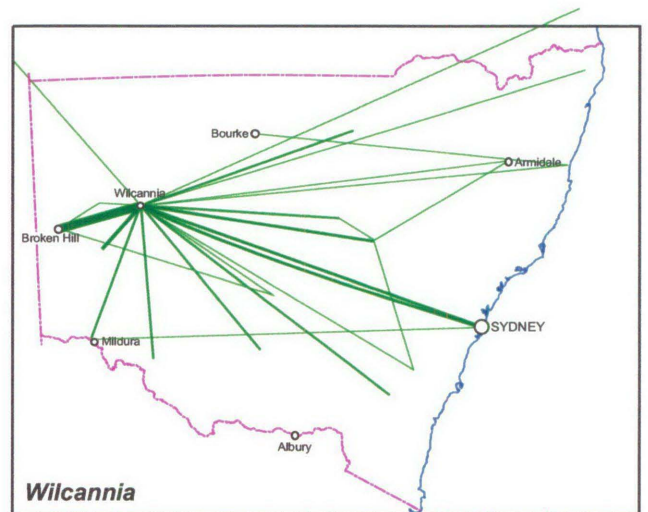 Bourke
Armidale
Wilcannia
Broken Hill
SYDNEY
Mildura
Albury
Wilcannia